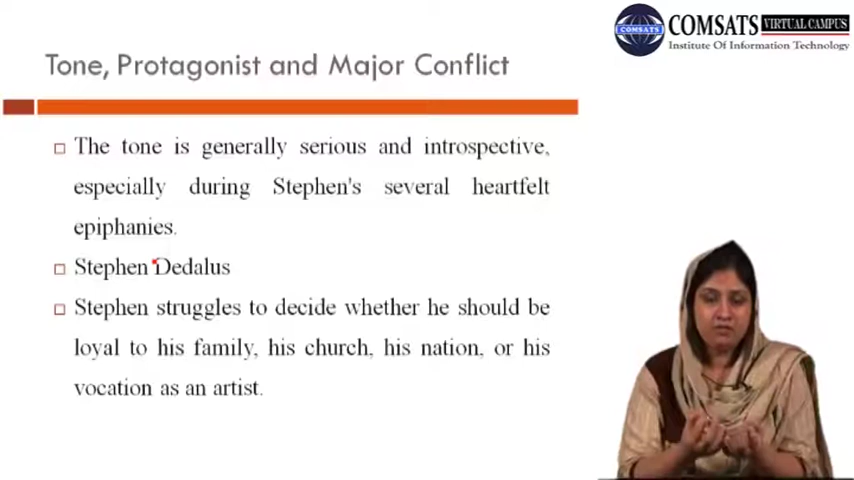 COMSATS VIRTUAL CAMPUS
COMSATS
Institute Of Information Technology
Tone, Protagonist and Major Conflict
The tone is generally serious and introspective,
especially during Stephen's several heartfelt
epiphanies.
Stephen Dedalus
Stephen struggles to decide whether he should be
loyal to his family, his church, his nation, or his
vocation as an artist.